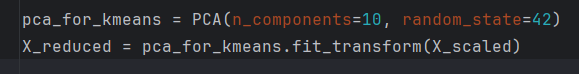 pca_for_kmeans = PCA(n_components=10, random_state=42)
X_reduced = pca_for_kmeans.fit_transform(X_scaled)